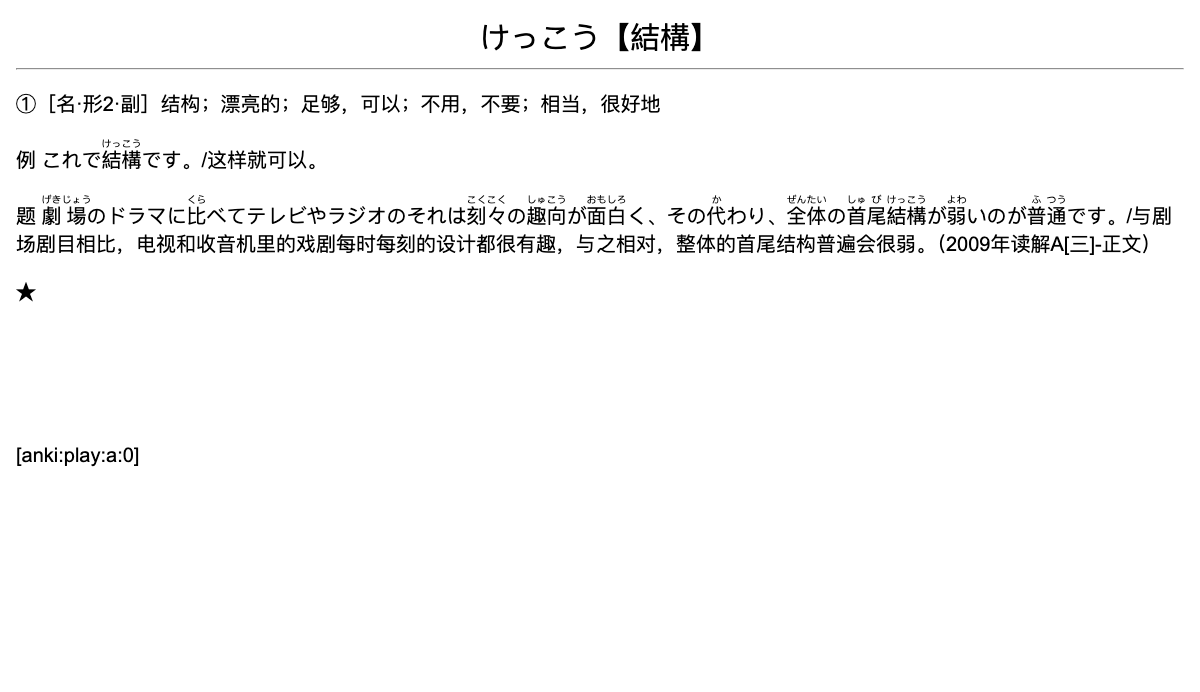 けっこう【結構】
①［名·形2·副］结构；漂亮的；足够，可以；不用，不要；相当，很好地
けっこう
例 これで結構です。/这样就可以。
げきじょう くら こくこく しゅこう おもしろ か ぜんたい しゅ び けっこう よわ ふ つう
题 劇場のドラマに比べてテレビやラジオのそれは刻々の趣向が面白く、その代わり、全体の首尾結構が弱いのが普通です。/与剧
场剧目相比，电视和收音机里的戏剧每时每刻的设计都很有趣，与之相对，整体的首尾结构普遍会很弱。（2009年读解A[三]-正文）
★
[anki:play:a:0]